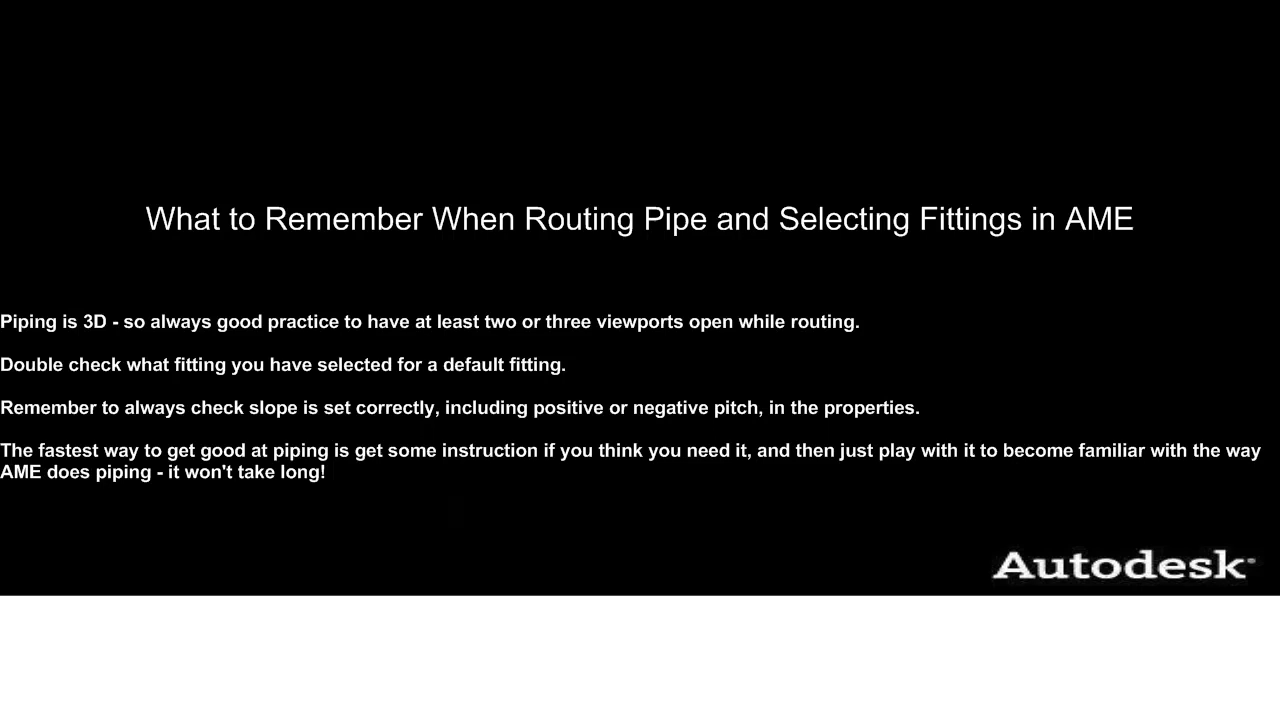 What to Remember When Routing Pipe and Selecting Fittings in AME
Piping is 3D - so always good practice to have at least two or three viewports open while routing.
Double check what fitting you have selected for a default fitting.
Remember to always check slope is set correctly, including positive or negative pitch, in the properties.
The fastest way to get good at piping is get some instruction if you think you need it, and then just play with it to become familiar with the way
AME does piping - it won't take long!
Autodesk®